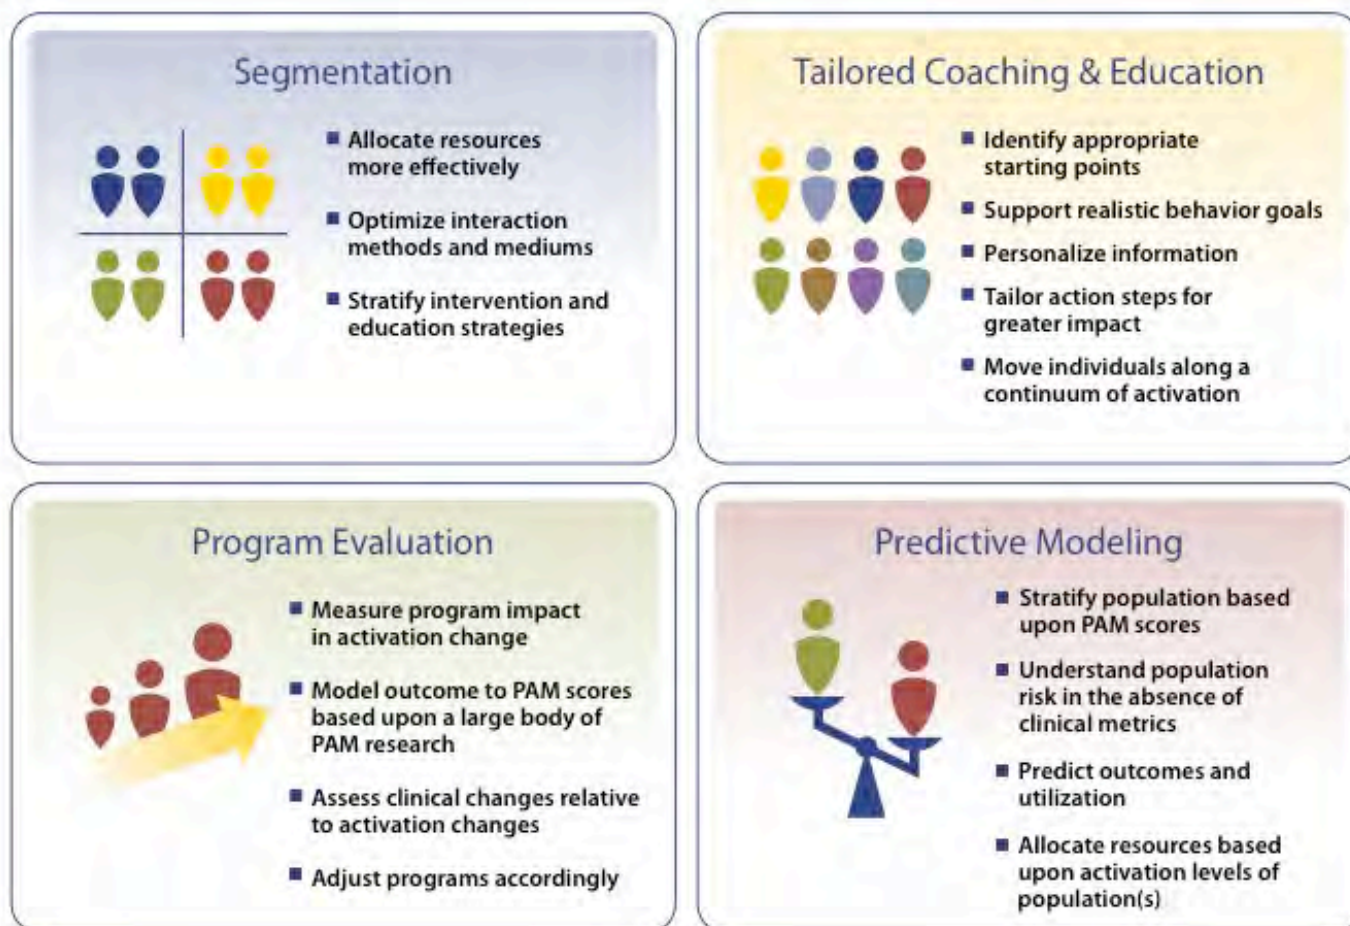 Segmentation
Allocate resources
more effectively
Optimize interaction
methods and mediums
Stratify intervention and
education strategies
Tailored Coaching & Education
Identify appropriate
starting points
Support realistic behavior goals
Personalize information
Tailor action steps for
greater impact
Move individuals along a
continuum of activation
Program Evaluation
Measure program impact
in activation change
Model outcome to PAM scores
based upon a large body of
PAM research
Assess clinical changes relative
to activation changes
Adjust programs accordingly
Predictive Modeling
Stratify population based
upon PAM scores
Understand population
risk in the absence of
clinical metrics
Predict outcomes and
utilization
Allocate resources based
upon activation levels of
population(s)